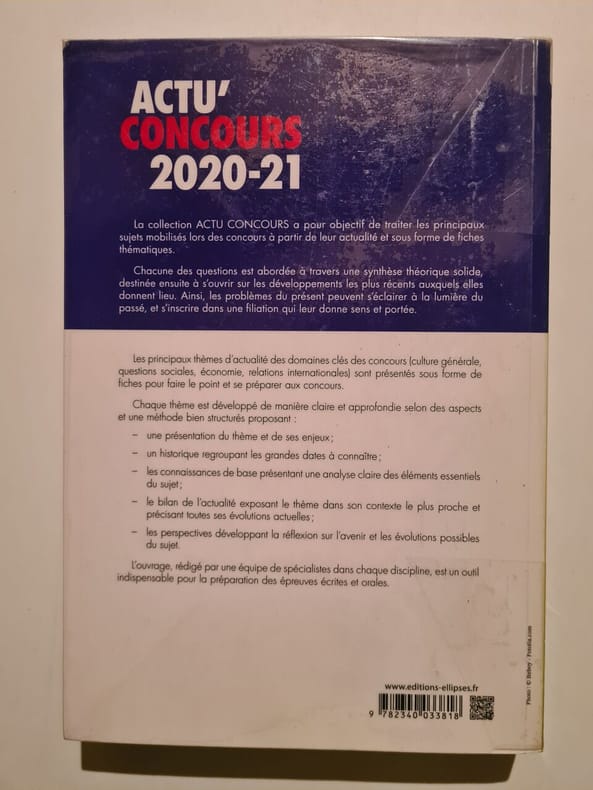 ACTU'
CONCOURS
2020-21
La collection ACTU CONCOURS a pour objectif de traiter les principaux
sujets mobilisés lors des concours à partir de leur actualité et sous forme de fiches
thématiques.
Chacune des questions est abordée à travers une synthèse théorique solide,
destinée ensuite à s'ouvrir sur les développements les plus récents auxquels elles
donnent lieu. Ainsi, les problèmes du présent peuvent s'éclairer à la lumière du
passé, et s'inscrire dans une filiation qui leur donne sens et portée.
Les principaux thèmes d'actualité des domaines clés des concours (culture générale,
questions sociales, économie, relations internationales) sont présentés sous forme de
fiches pour faire le point et se préparer aux concours.
Chaque thème est développé de manière claire et approfondie selon des aspects
et une méthode bien structurés proposant :
– une présentation du thème et de ses enjeux ;
– un historique regroupant les grandes dates à connaître ;
– les connaissances de base présentant une analyse claire des éléments essentiels
du sujet ;
– le bilan de l'actualité exposant le thème dans son contexte le plus proche et
précisant toutes ses évolutions actuelles ;
– les perspectives développant la réflexion sur l'avenir et les évolutions possibles
du sujet.
L'ouvrage, rédigé par une équipe de spécialistes dans chaque discipline, est un outil
indispensable pour la préparation des épreuves écrites et orales.
www.editions-ellipses.fr
9 782340 033818
Photo : © Beboy - Fotolia.com